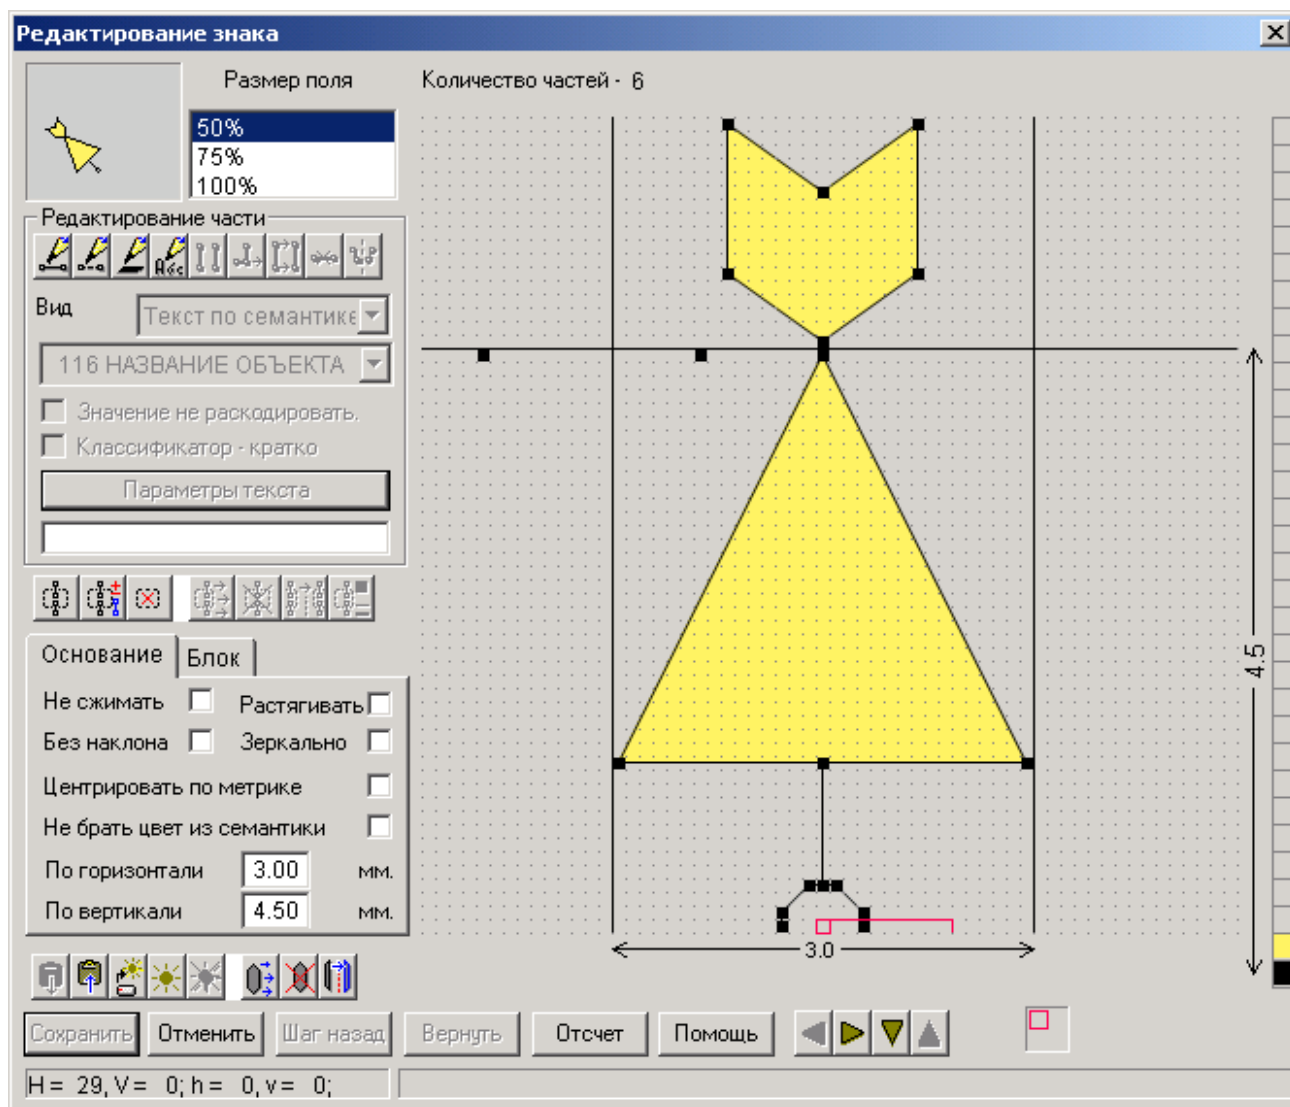 Редактирование знака
Размер поля
Количество частей - 6
50%
75%
100%
Редактирование части
Абс
Вид
Текст по семантике
116 НАЗВАНИЕ ОБЪЕКТА
Значение не раскодировать.
Классификатор - кратко
Параметры текста
Основание
Блок
Не сжимать
Растягивать
Без наклона
Зеркально
Центрировать по метрике
Не брать цвет из семантики
По горизонтали 3.00 мм.
По вертикали 4.50 мм.
4.5
3.0
Сохранить Отменить Шаг назад Вернуть Отсчет Помощь
H = 29, V = 0; h = 0, v = 0;